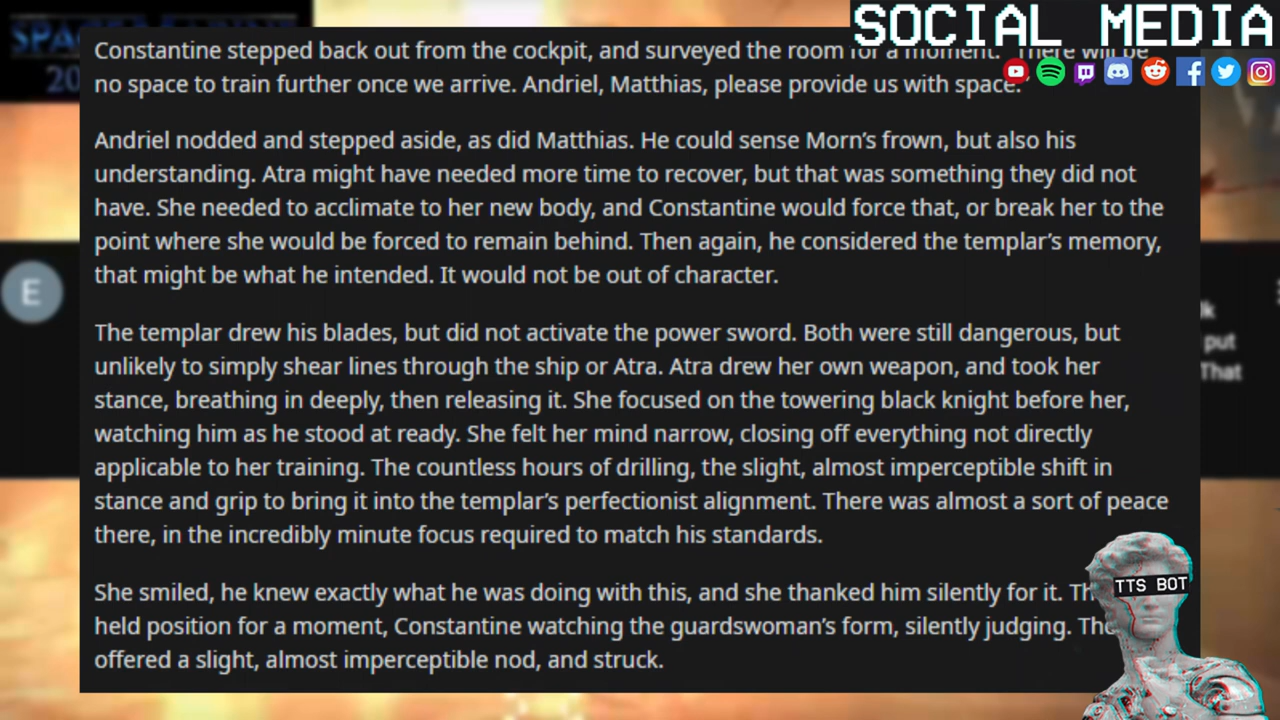 SOCIAL MEDIA
SPA
20
Constantine stepped back out from the cockpit, and surveyed the room for a moment. "There will be
no space to train further once we arrive. Andriel, Matthias, please provide us with space."
Andriel nodded and stepped aside, as did Matthias. He could sense Morn’s frown, but also his
understanding. Atra might have needed more time to recover, but that was something they did not
have. She needed to acclimate to her new body, and Constantine would force that, or break her to the
point where she would be forced to remain behind. Then again, he considered the templar’s memory,
that might be what he intended. It would not be out of character.
E
lk
put
That
The templar drew his blades, but did not activate the power sword. Both were still dangerous, but
unlikely to simply shear lines through the ship or Atra. Atra drew her own weapon, and took her
stance, breathing in deeply, then releasing it. She focused on the towering black knight before her,
watching him as he stood at ready. She felt her mind narrow, closing off everything not directly
applicable to her training. The countless hours of drilling, the slight, almost imperceptible shift in
stance and grip to bring it into the templar’s perfectionist alignment. There was almost a sort of peace
there, in the incredibly minute focus required to match his standards.
She smiled, he knew exactly what he was doing with this, and she thanked him silently for it. Th
held position for a moment, Constantine watching the guardswoman’s form, silently judging. The
offered a slight, almost imperceptible nod, and struck.
TTS BOT